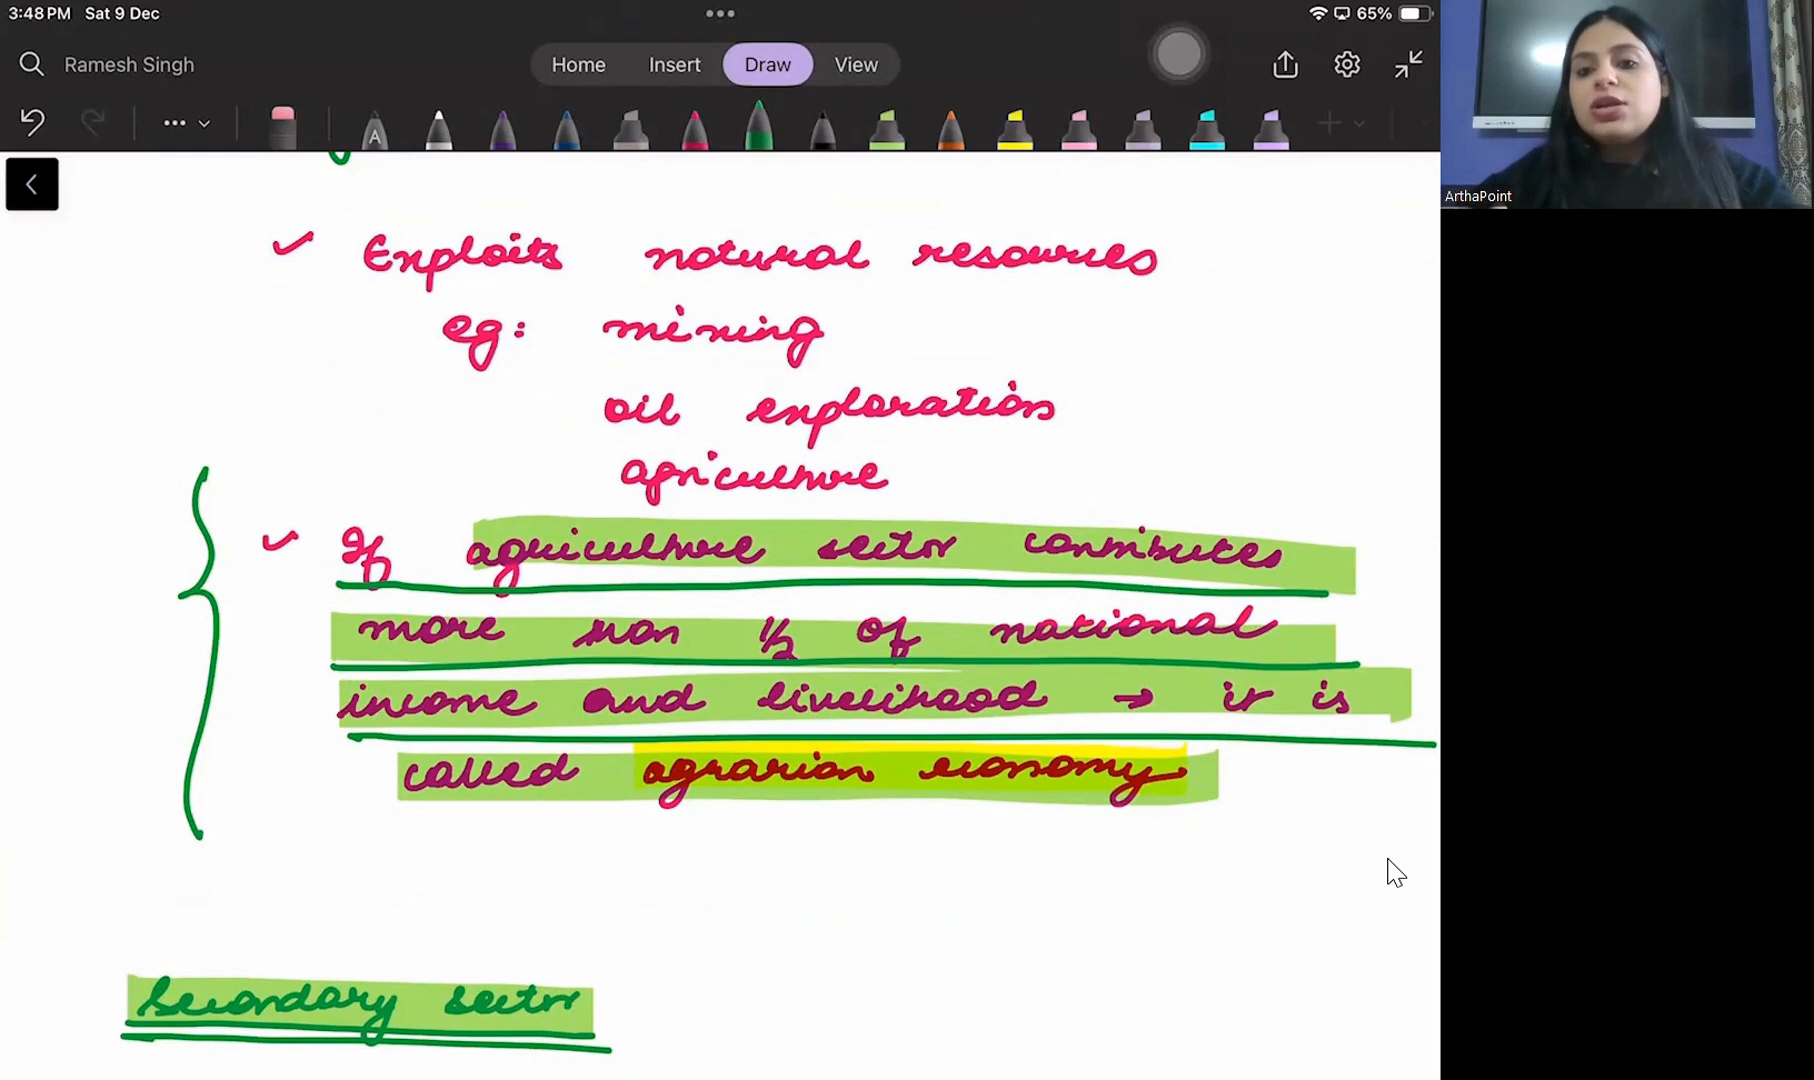 3:48 PM Sat 9 Dec
65%
Ramesh Singh
Home Insert Draw View
A
ArthaPoint
Exploits natural resources
eg: mining
oil exploration
agriculture
If agriculture sector contributes
more than 1/2 of national
income and livelihood → it is
called agrarian economy
Secondary sector